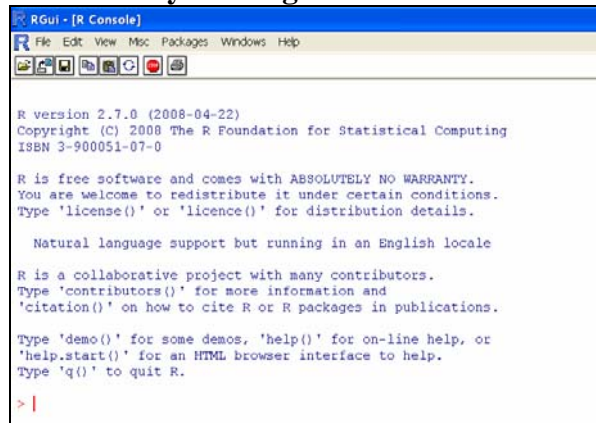 RGui - [R Console]
File Edit View Misc Packages Windows Help
R version 2.7.0 (2008-04-22)
Copyright (C) 2008 The R Foundation for Statistical Computing
ISBN 3-900051-07-0
R is free software and comes with ABSOLUTELY NO WARRANTY.
You are welcome to redistribute it under certain conditions.
Type 'license()' or 'licence()' for distribution details.
Natural language support but running in an English locale
R is a collaborative project with many contributors.
Type 'contributors()' for more information and
'citation()' on how to cite R or R packages in publications.
Type 'demo()' for some demos, 'help()' for on-line help, or
'help.start()' for an HTML browser interface to help.
Type 'q()' to quit R.
>